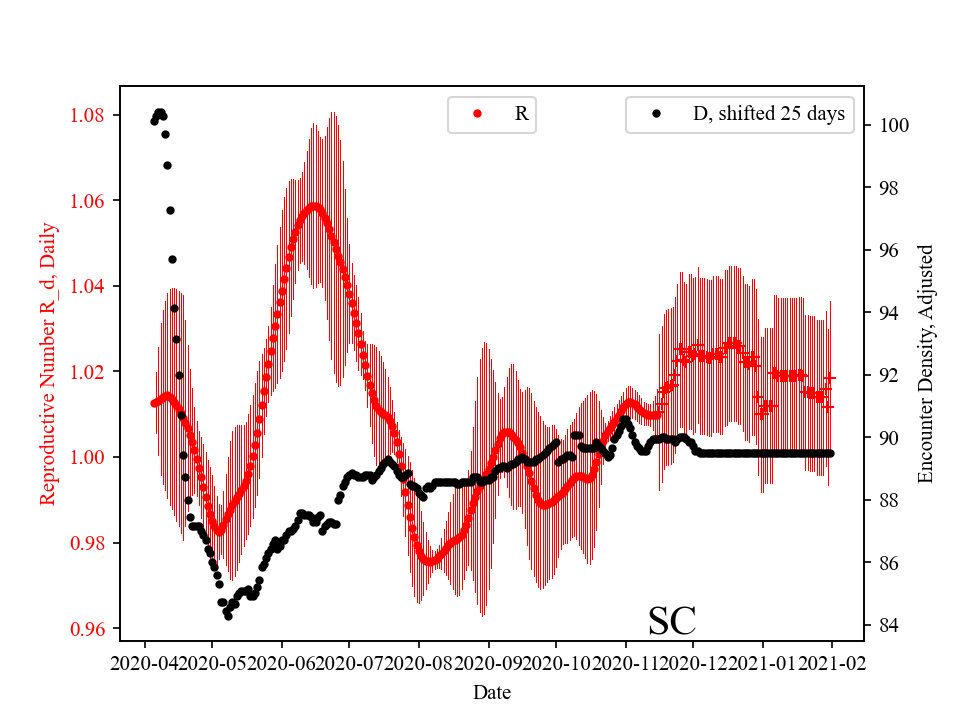 R
D, shifted 25 days
Reproductive Number R_d, Daily
1.08
1.06
1.04
1.02
1.00
0.98
0.96
100
98
96
94
92
90
88
86
84
Encounter Density, Adjusted
SC
2020-04 2020-05 2020-06 2020-07 2020-08 2020-09 2020-10 2020-11 2020-12 2021-01 2021-02
Date